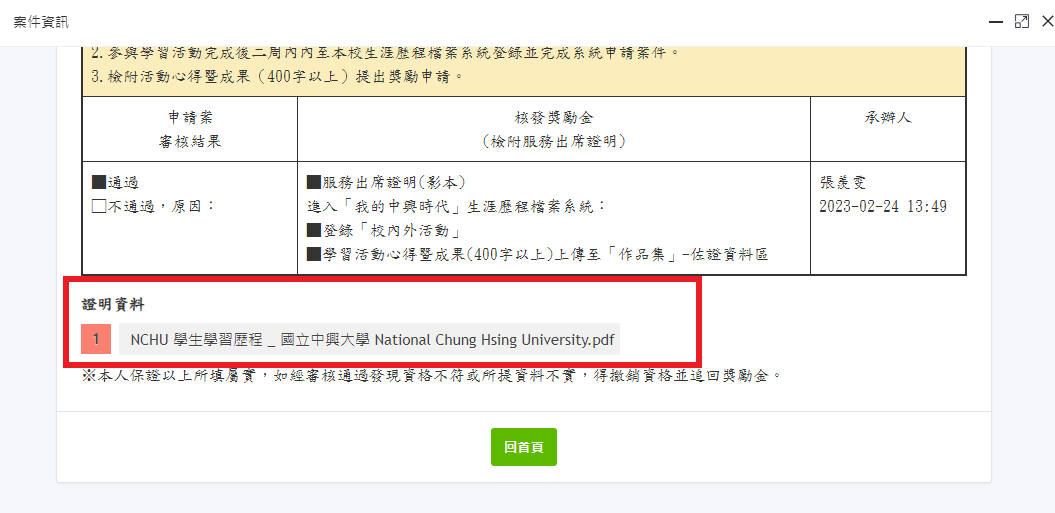 案件資訊
2.參與學習活動完成後二周內內至本校生涯歷程檔案系統登錄並完成系統申請案件。
3.檢附活動心得暨成果（400字以上）提出獎勵申請。
申請案
審核結果
核發獎勵金
(檢附服務出席證明)
承辦人
■通過
□不通過，原因：
■服務出席證明(影本)
進入「我的中興時代」生涯歷程檔案系統：
■登錄「校內外活動」
■學習活動心得暨成果(400字以上)上傳至「作品集」-佐證資料區
張羨雯
2023-02-24 13:49
證明資料
1 NCHU 學生學習歷程 _ 國立中興大學 National Chung Hsing University.pdf
※本人保證以上所填屬實，如經審核通過發現資格不符或所提資料不實，得撤銷資格並追回獎勵金。
回首頁